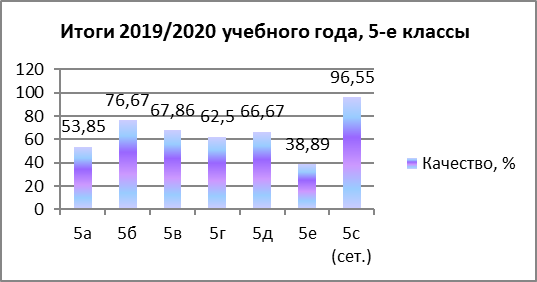 Итоги 2019/2020 учебного года, 5-е классы
120
100
80
60
40
20
0
53,85
76,67
67,86
62,5
66,67
38,89
96,55
5а
5б
5в
5г
5д
5е
5с
(сет.)
Качество, %